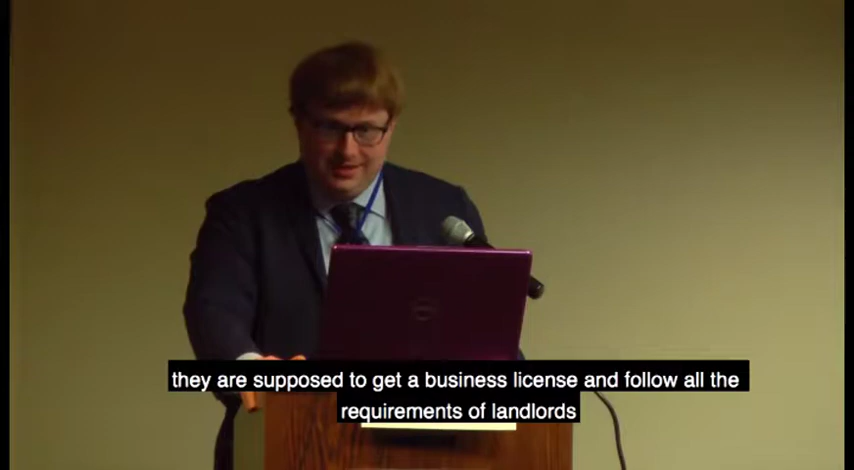 they are supposed to get a business license and follow all the
requirements of landlords